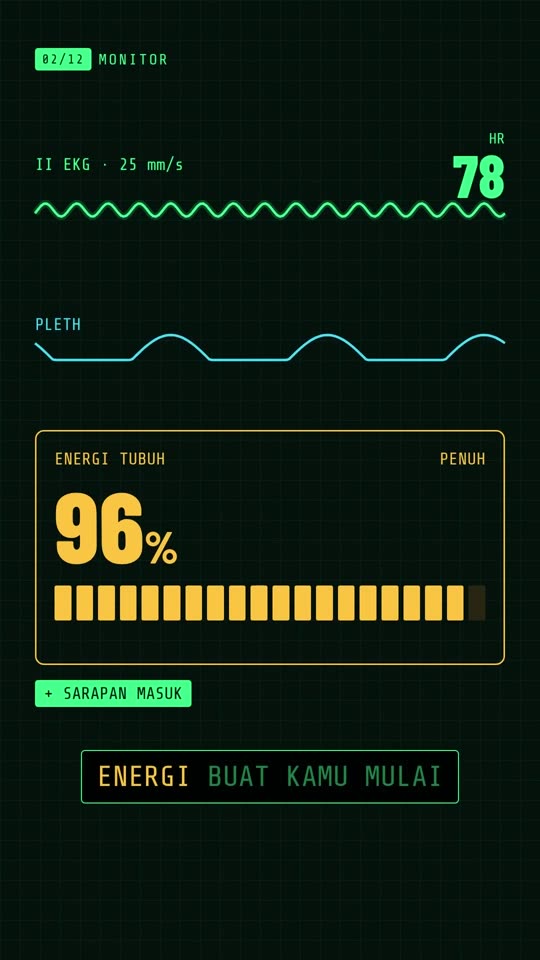 02/12 MONITOR
HR
II EKG · 25 mm/s
78
PLETH
ENERGI TUBUH PENUH
96%
+ SARAPAN MASUK
ENERGI BUAT KAMU MULAI